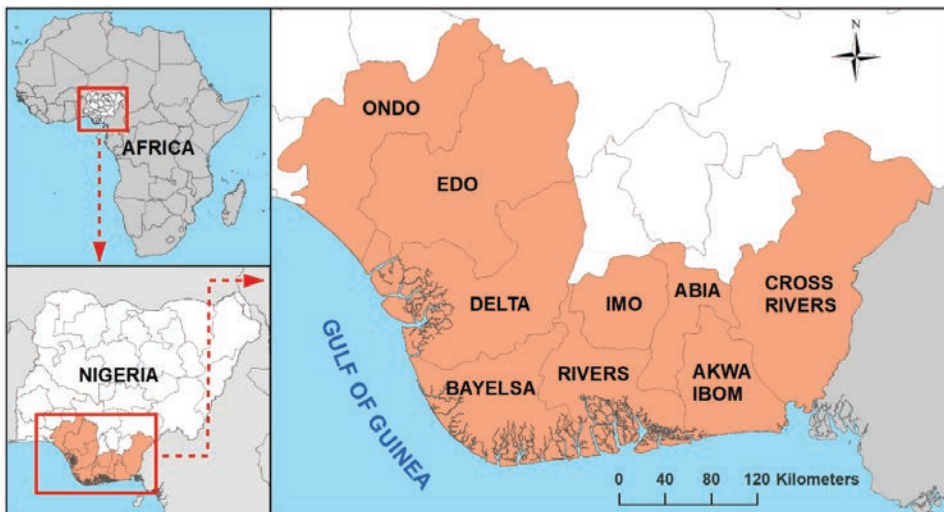 AFRICA
NIGERIA
N
ONDO
EDO
DELTA
IMO
ABIA
CROSS
RIVERS
BAYELSA
RIVERS
AKWA
IBOM
GULF OF GUINEA
0 40 80 120 Kilometers